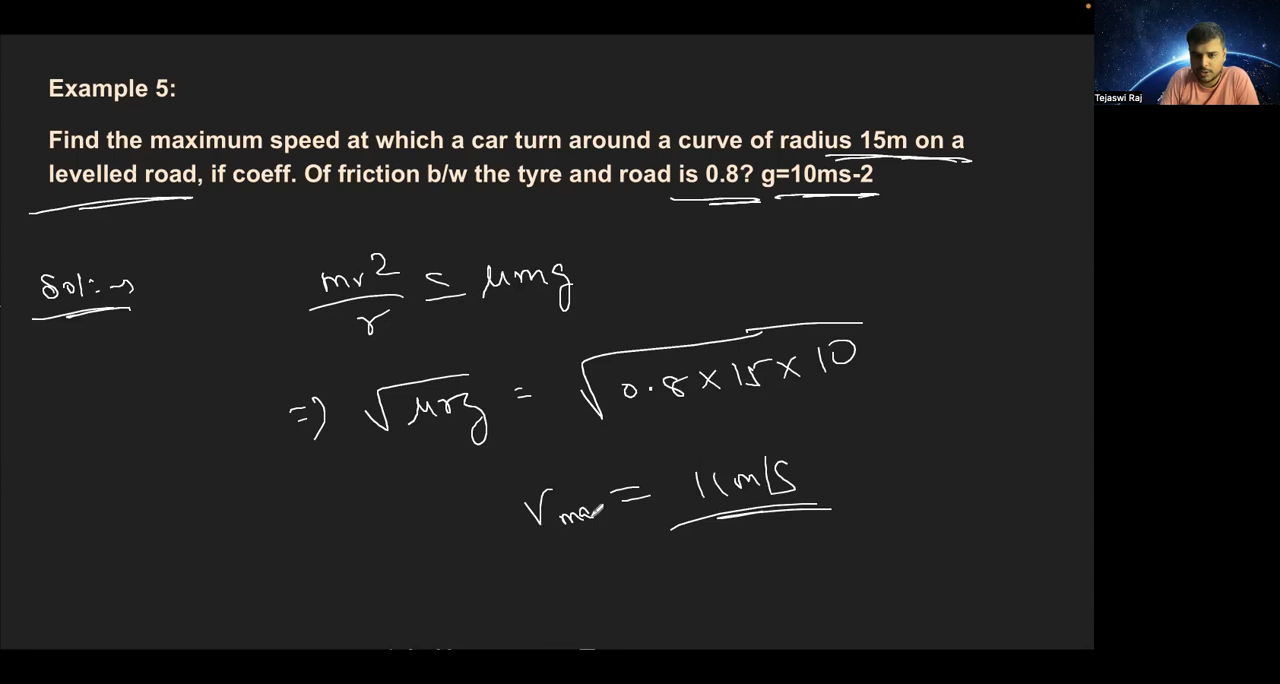 Example 5:
Find the maximum speed at which a car turn around a curve of radius 15m on a
levelled road, if coeff. Of friction b/w the tyre and road is 0.8? g=10ms-2
Sol:→
mv² / r ≤ μmg
⇒ √μrg = √0.8×15×10
Vma = 11m/s
Tejaswi Raj